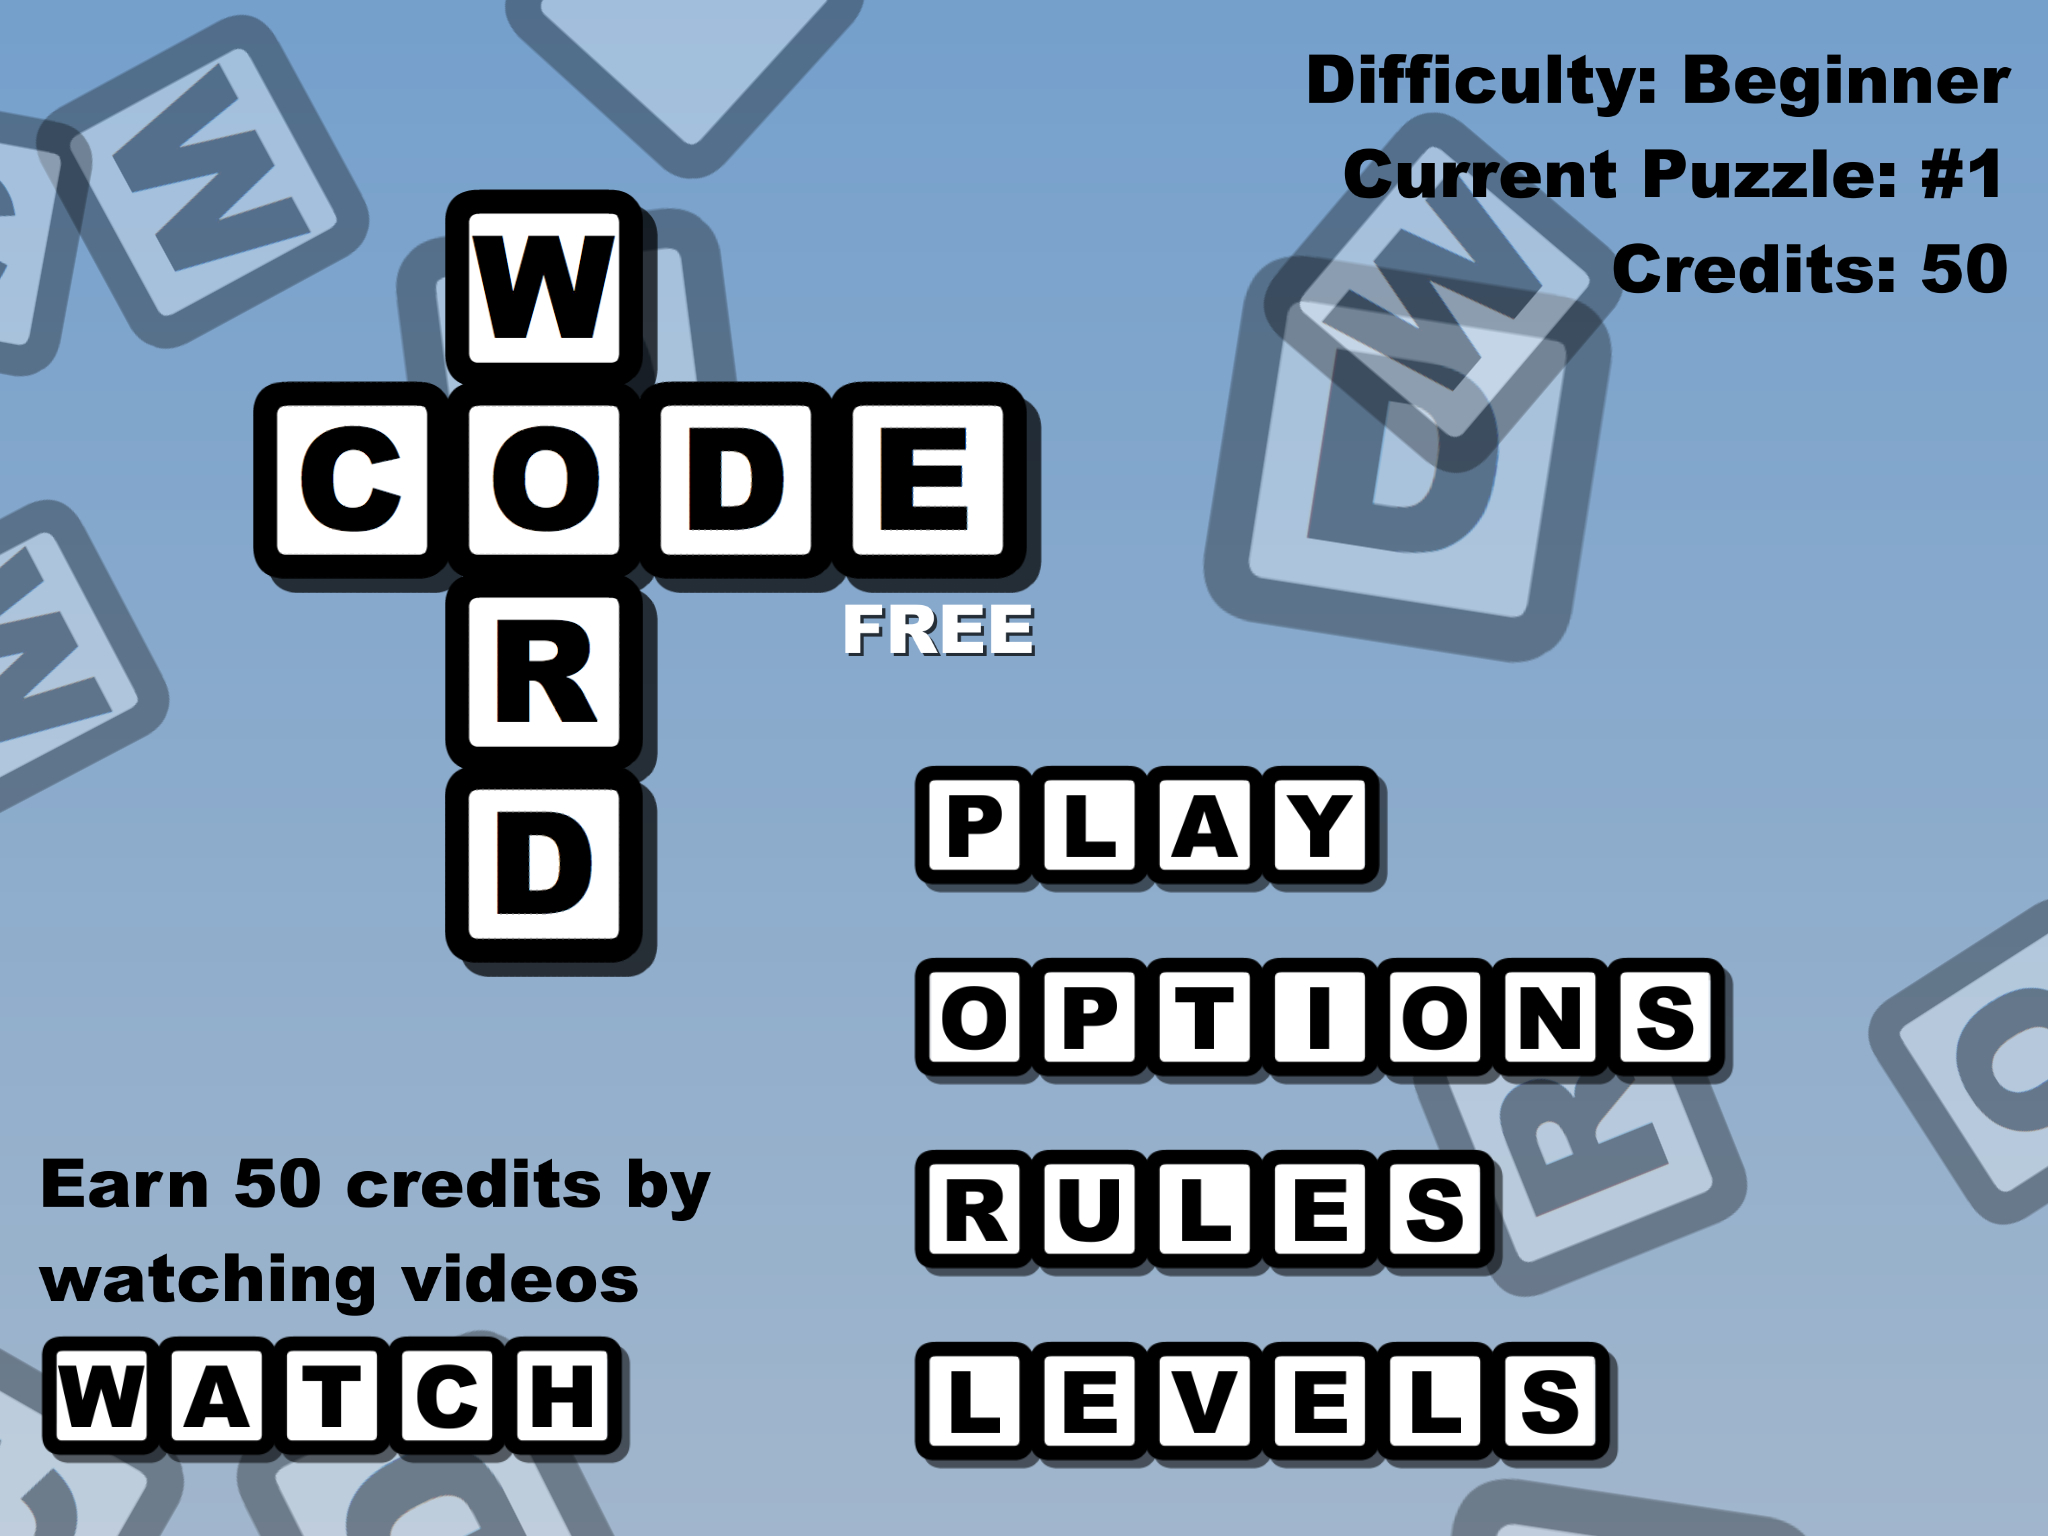 Difficulty: Beginner
Current Puzzle: #1
Credits: 50
WORD
CODE
FREE
PLAY
OPTIONS
RULES
LEVELS
Earn 50 credits by
watching videos
WATCH